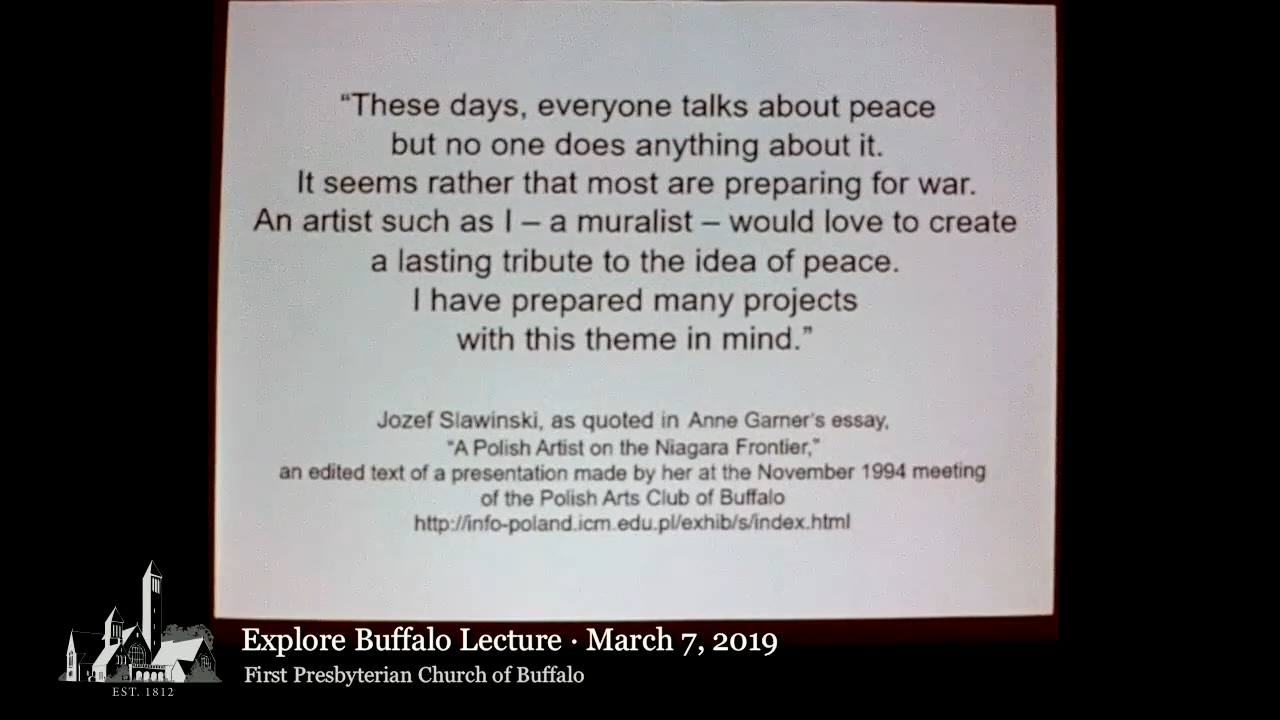 “These days, everyone talks about peace
but no one does anything about it.
It seems rather that most are preparing for war.
An artist such as I – a muralist – would love to create
a lasting tribute to the idea of peace.
I have prepared many projects
with this theme in mind.”
Jozef Slawinski, as quoted in Anne Garner's essay,
“A Polish Artist on the Niagara Frontier,”
an edited text of a presentation made by her at the November 1994 meeting
of the Polish Arts Club of Buffalo
http://info-poland.icm.edu.pl/exhib/s/index.html
Explore Buffalo Lecture · March 7, 2019
First Presbyterian Church of Buffalo
EST. 1812